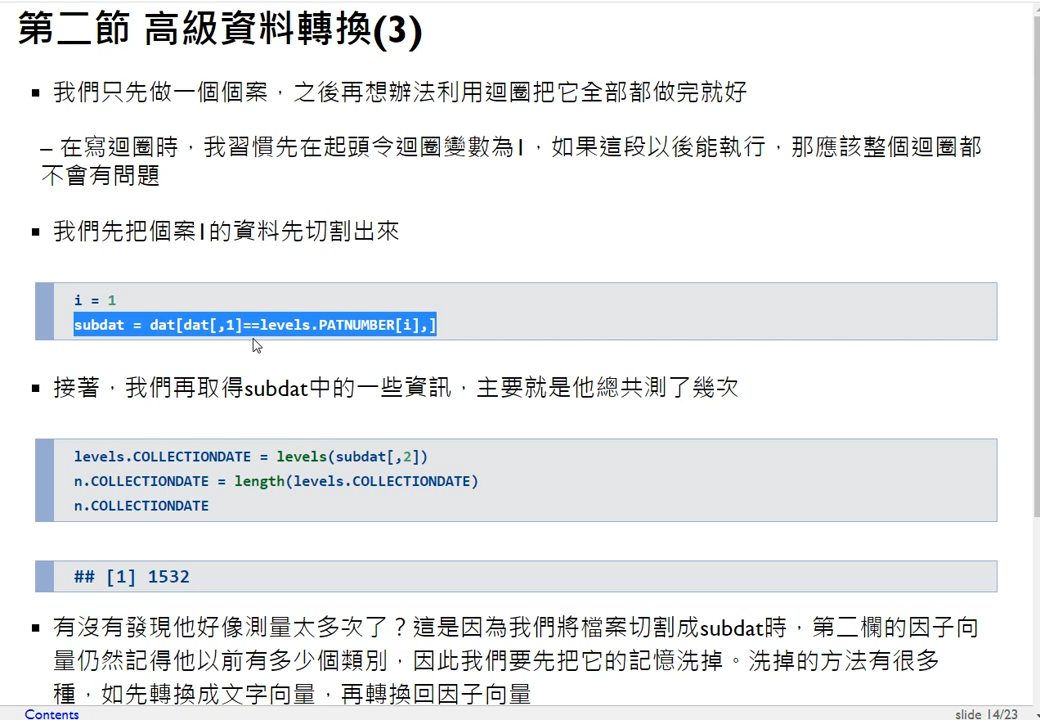 第二節 高級資料轉換(3)
▪ 我們只先做一個個案，之後再想辦法利用迴圈把它全部都做完就好
– 在寫迴圈時，我習慣先在起頭令迴圈變數為1，如果這段以後能執行，那應該整個迴圈都
不會有問題
▪ 我們先把個案1的資料先切割出來
i = 1
subdat = dat[dat[,1]==levels.PATNUMBER[i],]
▪ 接著，我們再取得subdat中的一些資訊，主要就是他總共測了幾次
levels.COLLECTIONDATE = levels(subdat[,2])
n.COLLECTIONDATE = length(levels.COLLECTIONDATE)
n.COLLECTIONDATE
## [1] 1532
▪ 有沒有發現他好像測量太多次了？這是因為我們將檔案切割成subdat時，第二欄的因子向
量仍然記得他以前有多少個類別，因此我們要先把它的記憶洗掉。洗掉的方法有很多
種，如先轉換成文字向量，再轉換回因子向量
Contents
slide 14/23